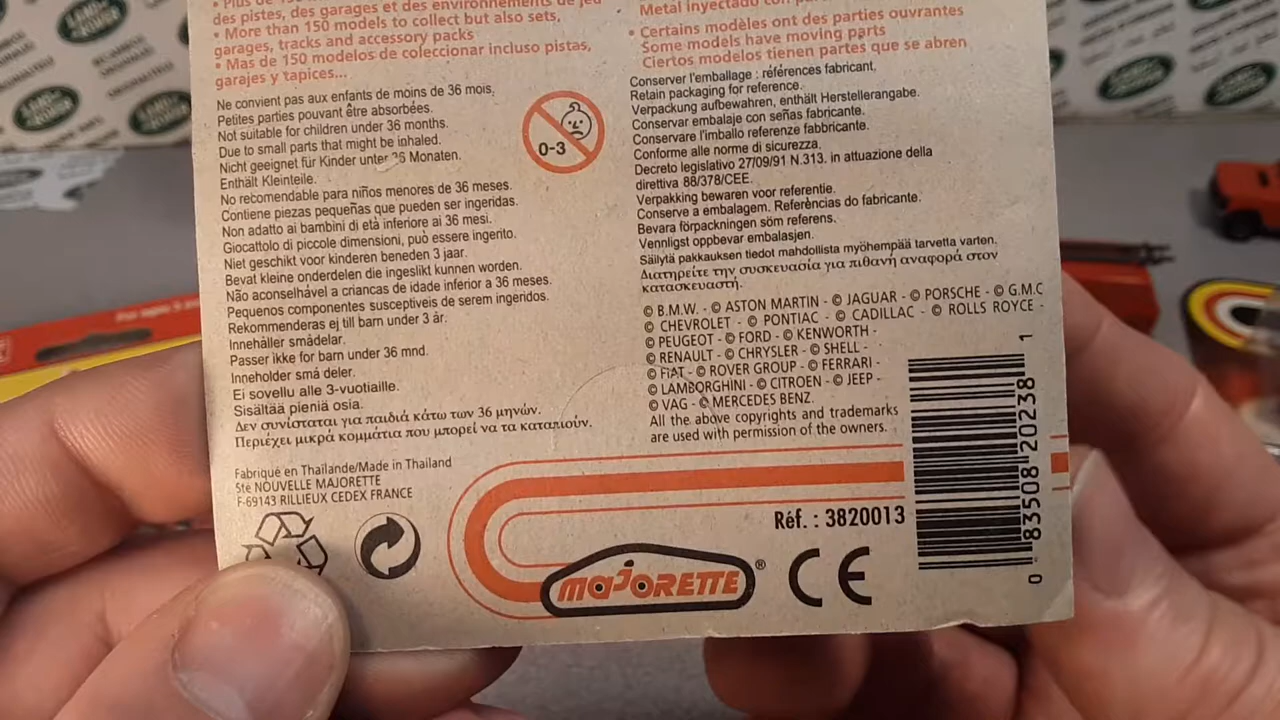 des pistes, des garages et des environnements de jeu
• More than 150 models to collect but also sets,
garages, tracks and accessory packs
• Mas de 150 modelos de coleccionar incluso pistas,
garajes y tapices...
Ne convient pas aux enfants de moins de 36 mois.
Petites parties pouvant être absorbées.
Not suitable for children under 36 months.
Due to small parts that might be inhaled.
Nicht geeignet für Kinder unter 36 Monaten.
Enthält Kleinteile.
No recomendable para niños menores de 36 meses.
Contiene piezas pequeñas que pueden ser ingeridas.
Non adatto ai bambini di età inferiore ai 36 mesi.
Giocattolo di piccole dimensioni, può essere ingerito.
Niet geschikt voor kinderen beneden 3 jaar.
Bevat kleine onderdelen die ingeslikt kunnen worden.
Não aconselhável a criancas de idade inferior a 36 meses.
Pequenos componentes susceptiveis de serem ingeridos.
Rekommenderas ej till barn under 3 år.
Innehåller smådelar.
Passer ikke for barn under 36 mnd.
Inneholder små deler.
Ei sovellu alle 3-vuotiaille.
Sisältää pieniä osia.
Δεν συνίσταται για παιδιά κάτω των 36 μηνών.
Περιέχει μικρά κομμάτια που μπορεί να τα καταπιούν.
0-3
Metal inyectado con
• Certains modèles ont des parties ouvrantes
Some models have moving parts
Ciertos modelos tienen partes que se abren
Conserver l'emballage : références fabricant.
Retain packaging for reference.
Verpackung aufbewahren, enthält Herstellerangabe.
Conservar embalaje con señas fabricante.
Conservare l'imballo referenze fabbricante.
Conforme alle norme di sicurezza.
Decreto legislativo 27/09/91 N.313. in attuazione della
direttiva 88/378/CEE.
Verpakking bewaren voor referentie.
Conserve a embalagem. Referências do fabricante.
Bevara förpackningen söm referens.
Vennligst oppbevar embalasjen.
Säilytä pakkauksen tiedot mahdollista myöhempää tarvetta varten.
Διατηρείτε την συσκευασία για πιθανή αναφορά στον
κατασκευαστή.
© B.M.W. - © ASTON MARTIN - © JAGUAR - © PORSCHE - © G.M.C
© CHEVROLET - © PONTIAC - © CADILLAC - © ROLLS ROYCE -
© PEUGEOT - © FORD - © KENWORTH -
© RENAULT - © CHRYSLER - © SHELL -
© FIAT - © ROVER GROUP - © FERRARI -
© LAMBORGHINI - © CITROEN - © JEEP -
© VAG - © MERCEDES BENZ.
All the above copyrights and trademarks
are used with permission of the owners.
Fabriqué en Thaïlande/Made in Thailand
Sté NOUVELLE MAJORETTE
F-69143 RILLIEUX CEDEX FRANCE
Réf. : 3820013
majorette ®
CE
0 83508 20238 1